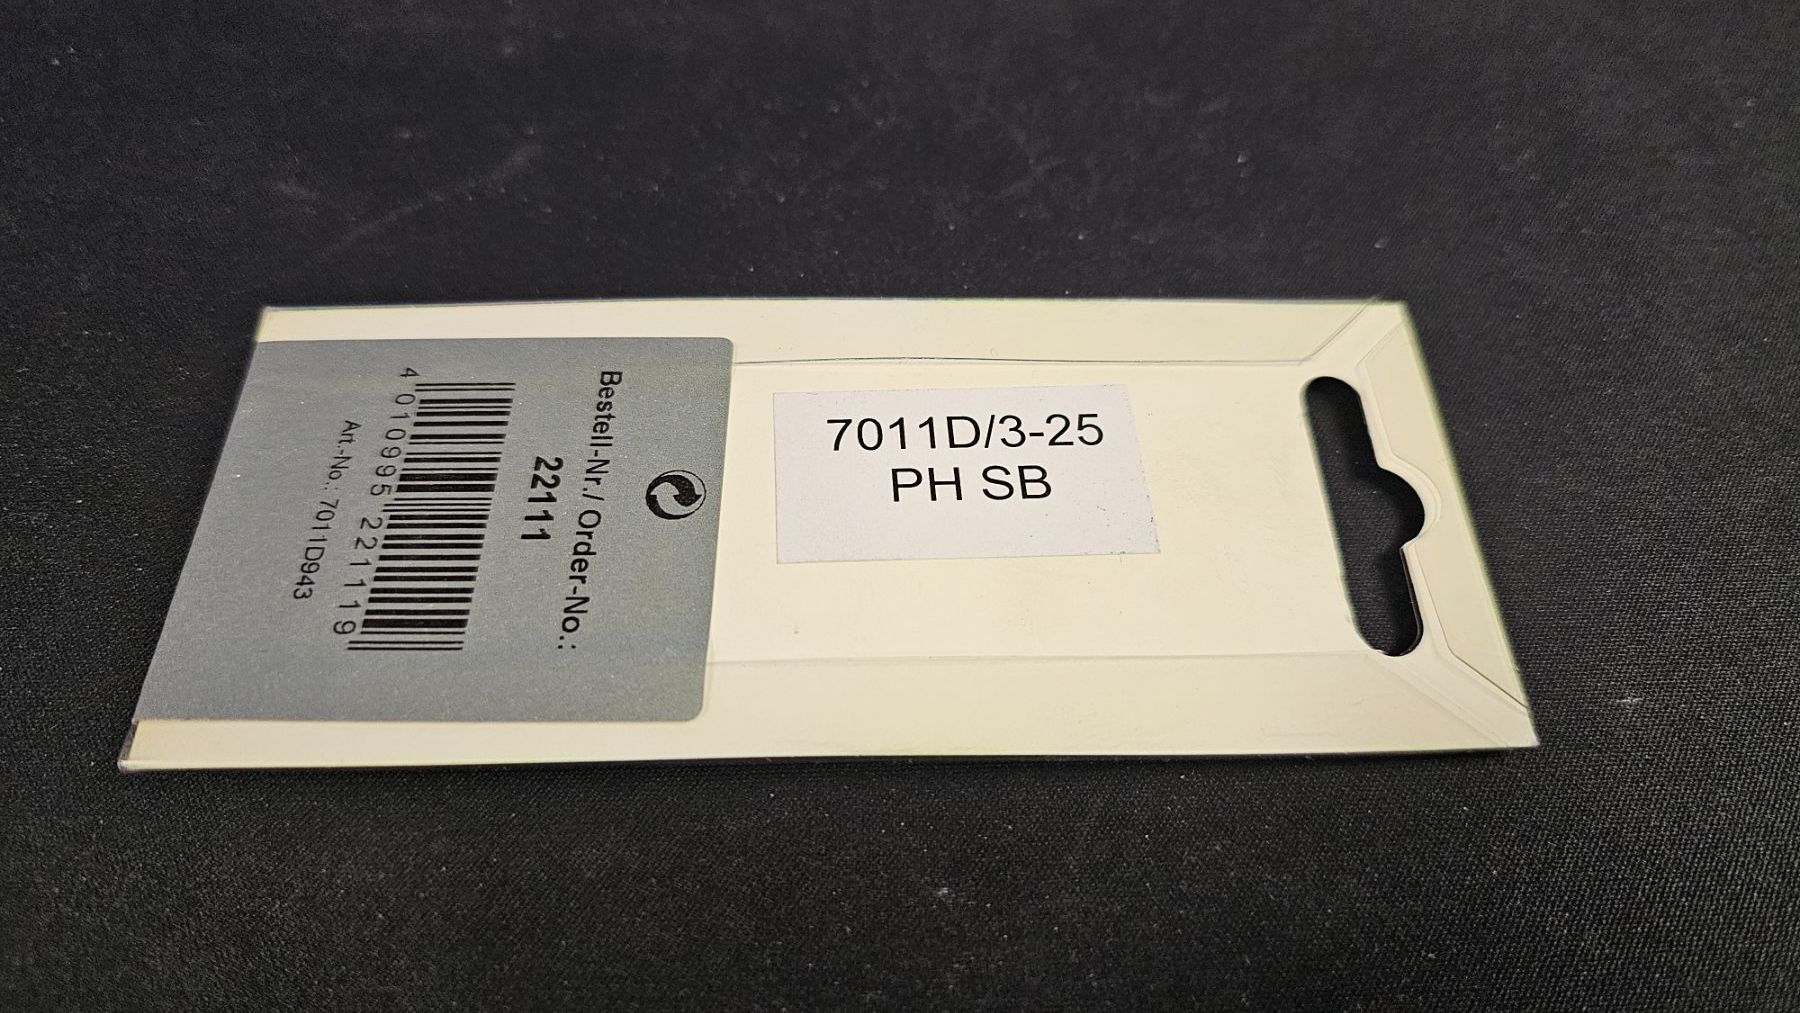 7011D/3-25
PH SB
Bestell-Nr./ Order-No.:
22111
4 010995 221119
Art.-No.: 7011D943